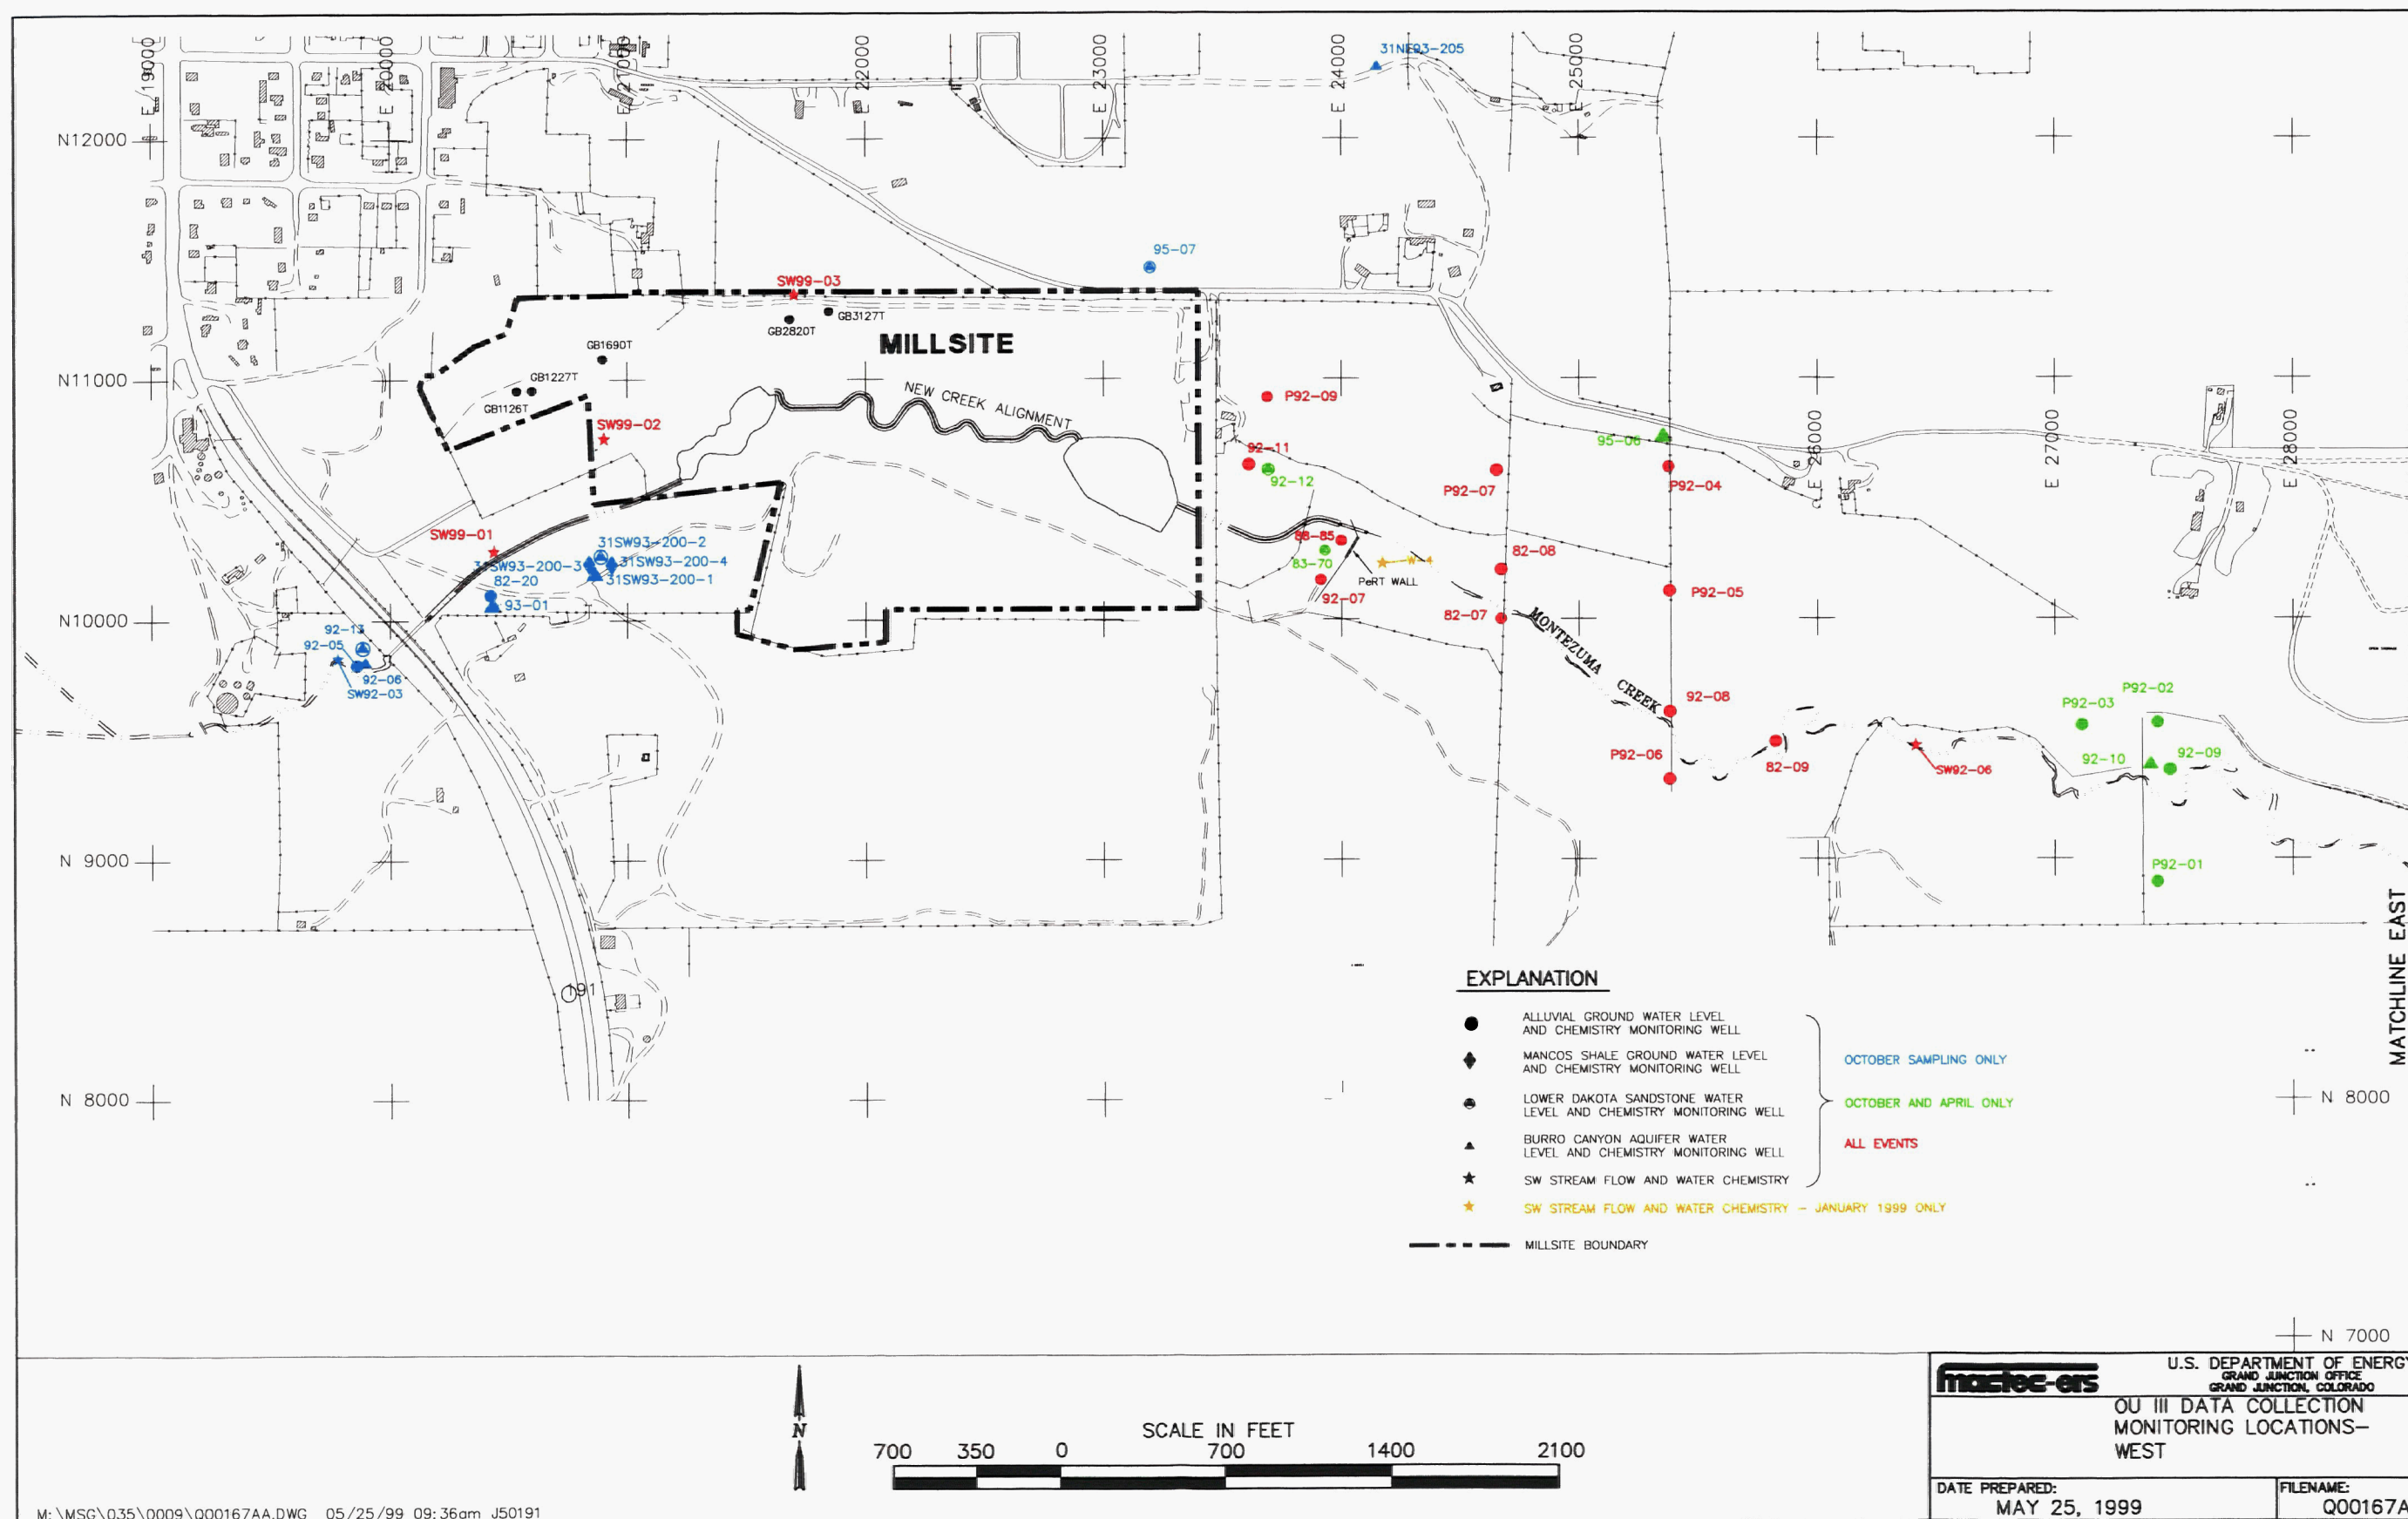 E 19000
E 20000
E 21000
E 22000
E 23000
E 24000
E 25000
31NE93-205
N12000
95-07
SW99-03
GB2820T
GB3127T
MILLSITE
GB1690T
N11000
GB1227T
GB1126T
NEW CREEK ALIGNMENT
P92-09
SW99-02
E 26000
E 27000
E 28000
95-06
92-11
92-12
P92-07
P92-04
SW99-01
31SW93-200-2
31SW93-200-3
31SW93-200-4
82-20
31SW93-200-1
93-01
88-85
83-70
W-4
82-08
PeRT WALL
92-07
P92-05
N10000
82-07
92-13
92-05
92-06
SW92-03
MONTEZUMA CREEK
92-08
P92-02
P92-03
P92-06
82-09
SW92-06
92-10
92-09
N 9000
P92-01
MATCHLINE EAST
191
EXPLANATION
ALLUVIAL GROUND WATER LEVEL
AND CHEMISTRY MONITORING WELL
MANCOS SHALE GROUND WATER LEVEL
AND CHEMISTRY MONITORING WELL
OCTOBER SAMPLING ONLY
LOWER DAKOTA SANDSTONE WATER
LEVEL AND CHEMISTRY MONITORING WELL
OCTOBER AND APRIL ONLY
BURRO CANYON AQUIFER WATER
LEVEL AND CHEMISTRY MONITORING WELL
ALL EVENTS
SW STREAM FLOW AND WATER CHEMISTRY
SW STREAM FLOW AND WATER CHEMISTRY - JANUARY 1999 ONLY
MILLSITE BOUNDARY
N 8000
N 8000
N 7000
N
SCALE IN FEET
700 350 0 700 1400 2100
mactec-ers
U.S. DEPARTMENT OF ENERGY
GRAND JUNCTION OFFICE
GRAND JUNCTION, COLORADO
OU III DATA COLLECTION
MONITORING LOCATIONS-
WEST
DATE PREPARED:
MAY 25, 1999
FILENAME:
Q00167A
M:\MSG\035\0009\Q00167AA.DWG 05/25/99 09:36am J50191